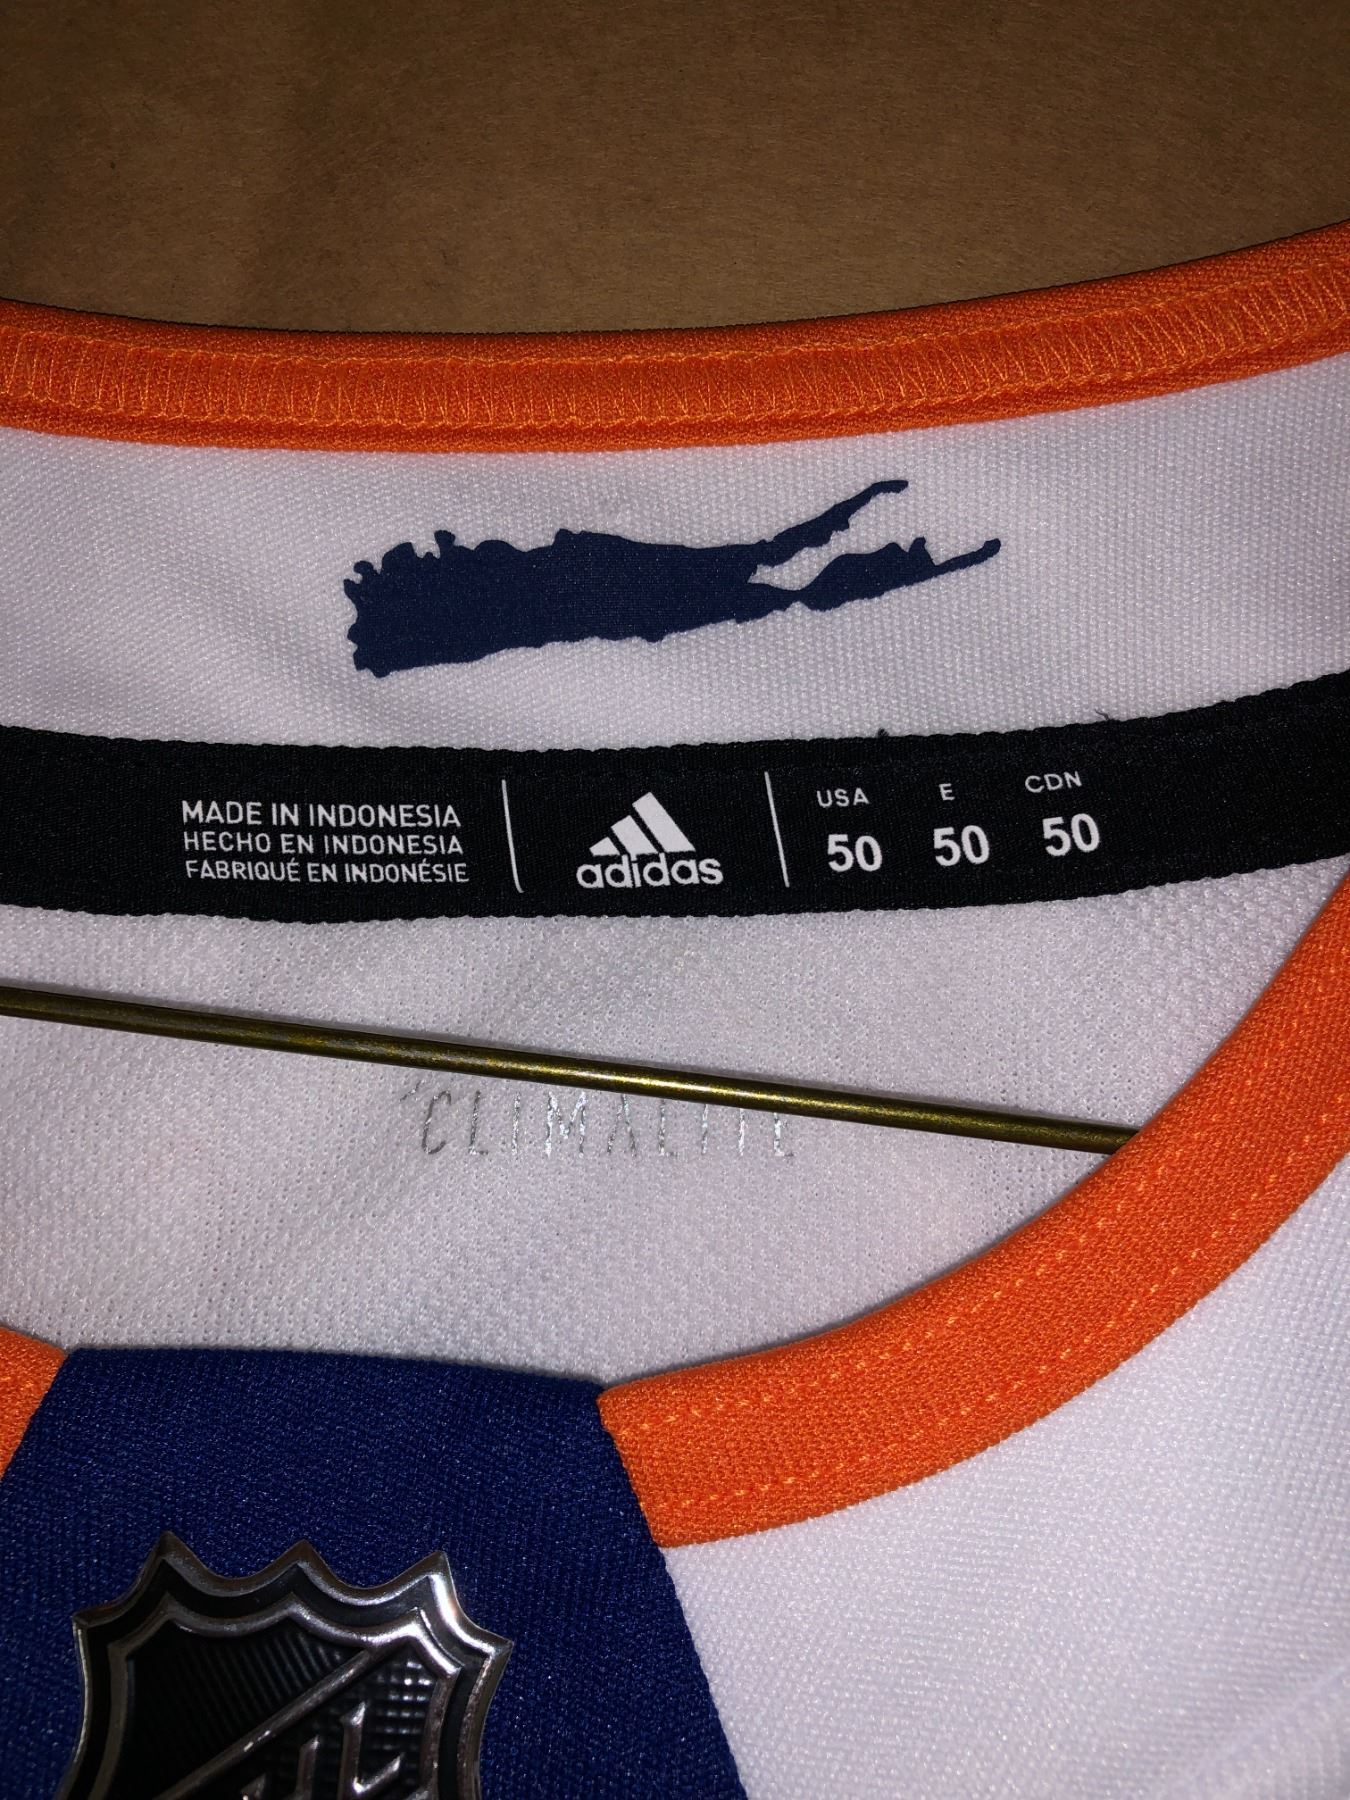 MADE IN INDONESIA
HECHO EN INDONESIA
FABRIQUÉ EN INDONÉSIE
adidas
USA E CDN
50 50 50
CLIMALITE